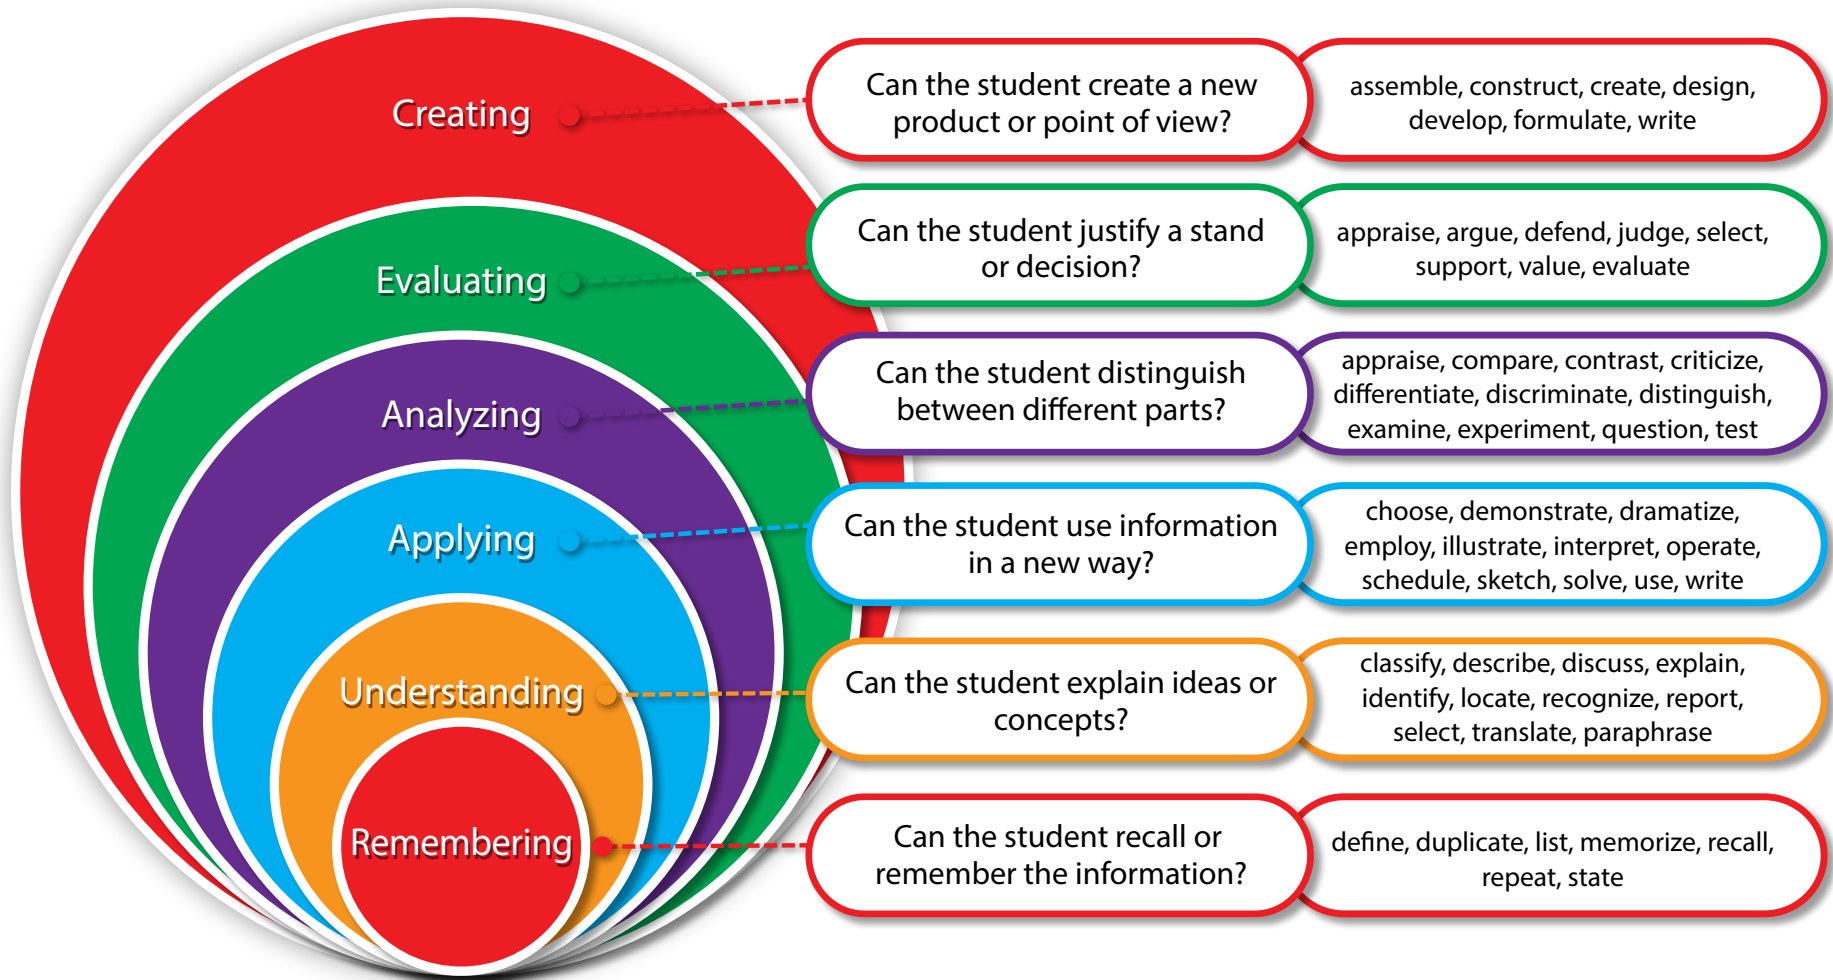 Creating
Can the student create a new
product or point of view?
assemble, construct, create, design,
develop, formulate, write
Evaluating
Can the student justify a stand
or decision?
appraise, argue, defend, judge, select,
support, value, evaluate
Analyzing
Can the student distinguish
between different parts?
appraise, compare, contrast, criticize,
differentiate, discriminate, distinguish,
examine, experiment, question, test
Applying
Can the student use information
in a new way?
choose, demonstrate, dramatize,
employ, illustrate, interpret, operate,
schedule, sketch, solve, use, write
Understanding
Can the student explain ideas or
concepts?
classify, describe, discuss, explain,
identify, locate, recognize, report,
select, translate, paraphrase
Remembering
Can the student recall or
remember the information?
define, duplicate, list, memorize, recall,
repeat, state